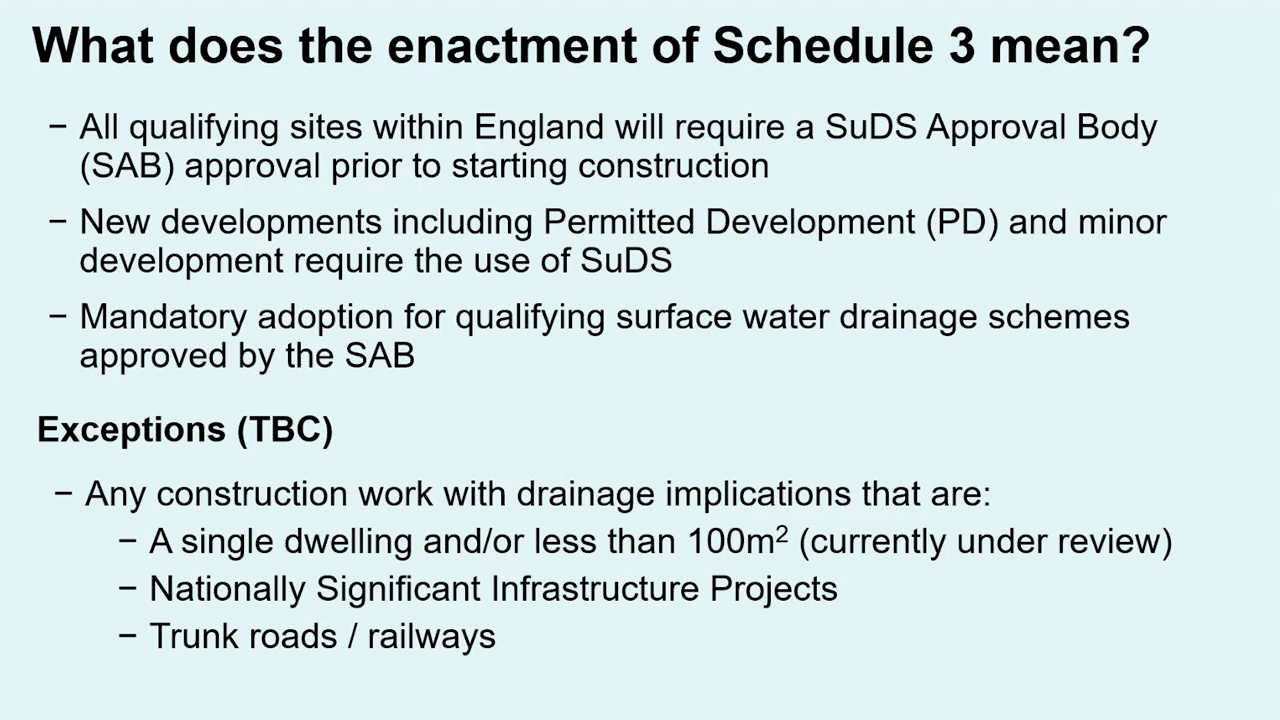 What does the enactment of Schedule 3 mean?
− All qualifying sites within England will require a SuDS Approval Body
(SAB) approval prior to starting construction
− New developments including Permitted Development (PD) and minor
development require the use of SuDS
− Mandatory adoption for qualifying surface water drainage schemes
approved by the SAB
Exceptions (TBC)
− Any construction work with drainage implications that are:
− A single dwelling and/or less than 100m² (currently under review)
− Nationally Significant Infrastructure Projects
− Trunk roads / railways